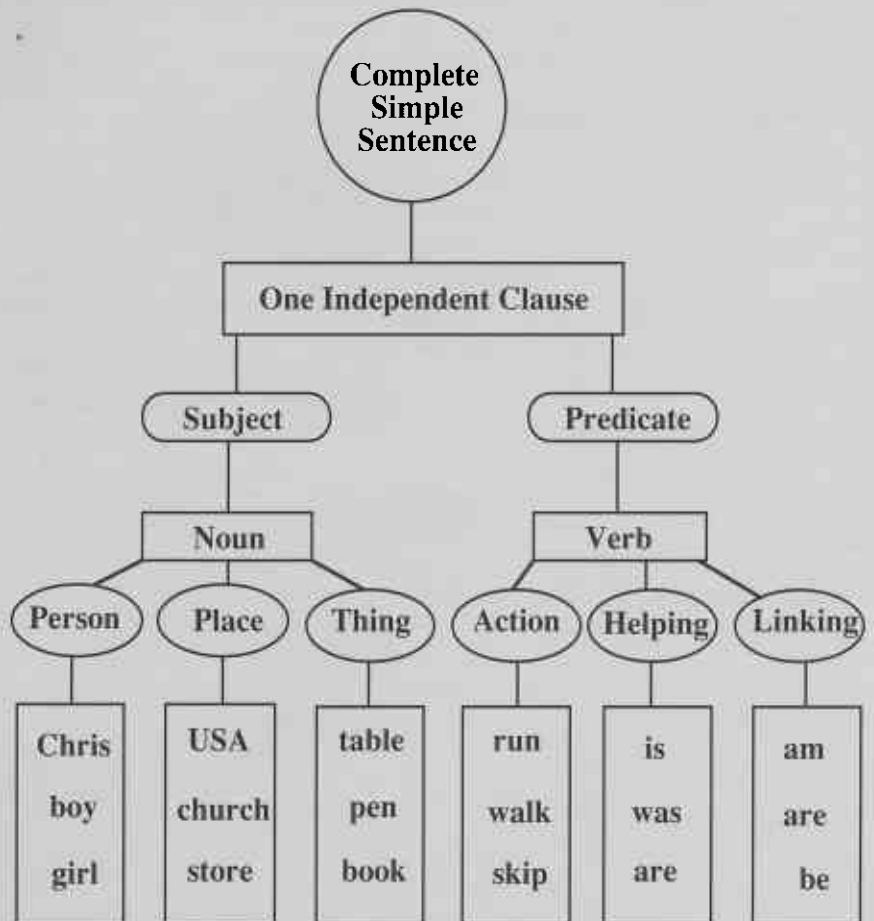 Complete
Simple
Sentence
One Independent Clause
Subject
Predicate
Noun
Verb
Person
Place
Thing
Action
Helping
Linking
Chris
boy
girl
USA
church
store
table
pen
book
run
walk
skip
is
was
are
am
are
be